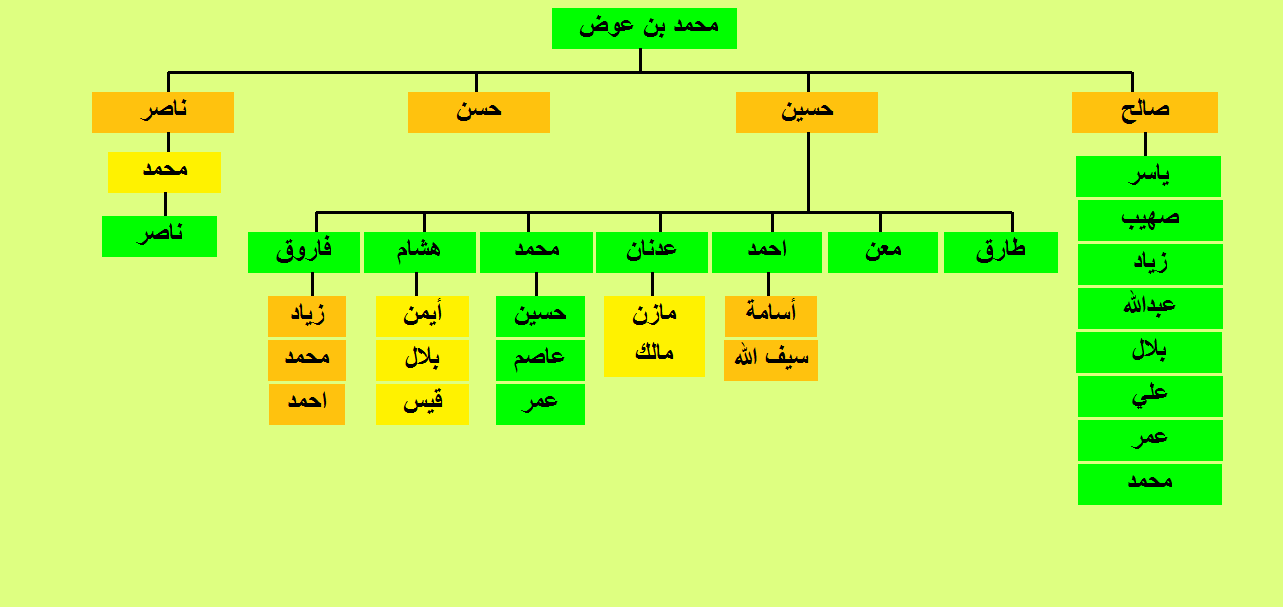 محمد بن عوض
صالح
حسين
حسن
ناصر
ياسر
صهيب
زياد
عبدالله
بلال
علي
عمر
محمد
طارق
معن
احمد
عدنان
محمد
هشام
فاروق
أسامة
سيف الله
مازن
مالك
حسين
عاصم
عمر
أيمن
بلال
قيس
زياد
محمد
احمد
محمد
ناصر